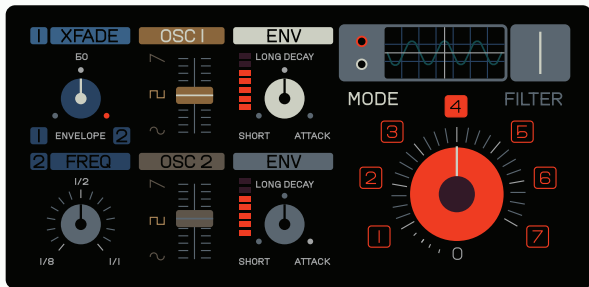 1 XFADE
OSC 1
ENV
50
LONG DECAY
1 ENVELOPE 2
SHORT ATTACK
MODE
FILTER
2 FREQ
OSC 2
ENV
1/2
LONG DECAY
1/8 1/1
SHORT ATTACK
4
3 5
2 6
1 7
0